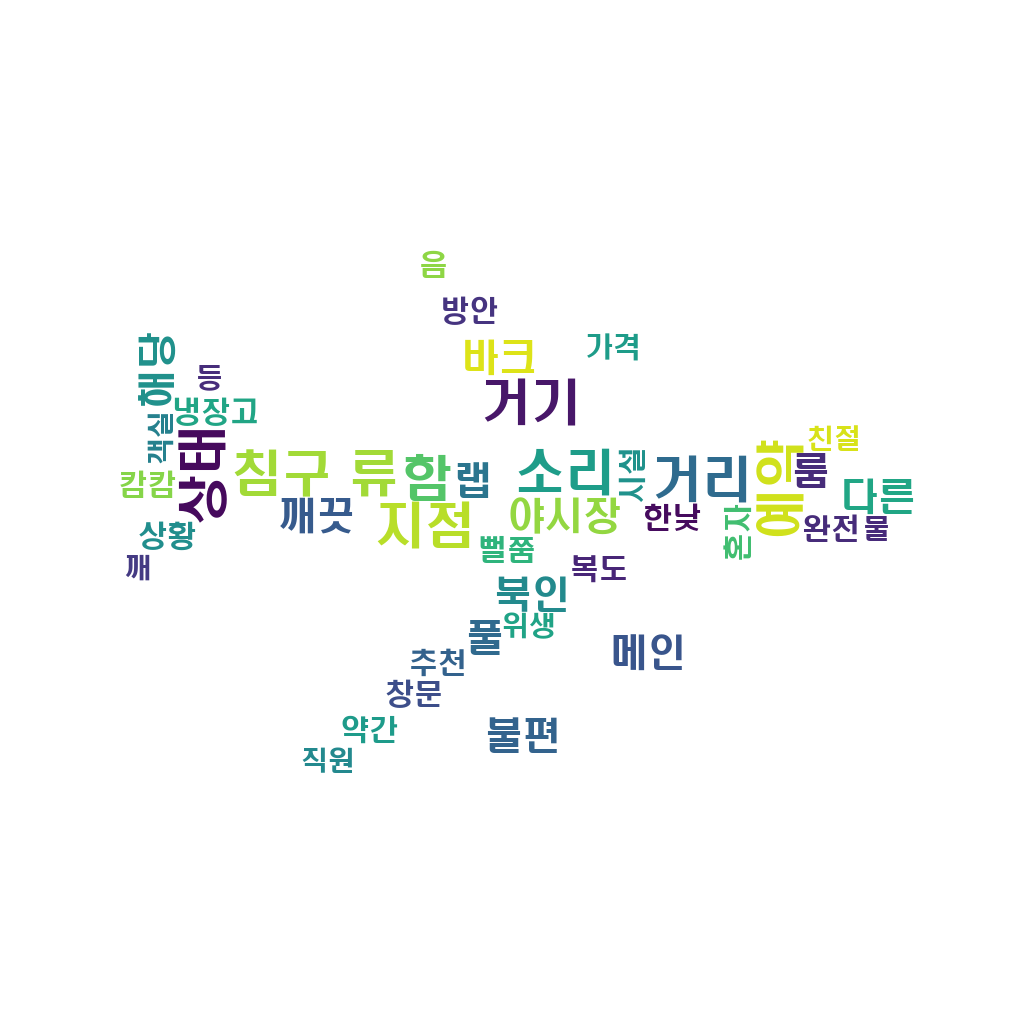 음
방안
바크
가격
해당
등
거기
냉장고
객실
상태
친절
침구 류
함
랩
소리
시설
거리
욱학
룸
캄캄
다른
깨끗
지점
야시장
한낮
혼자
완전
물
상황
뻘쭘
깨
복도
북인
위생
풀
메인
추천
창문
약간
불편
직원